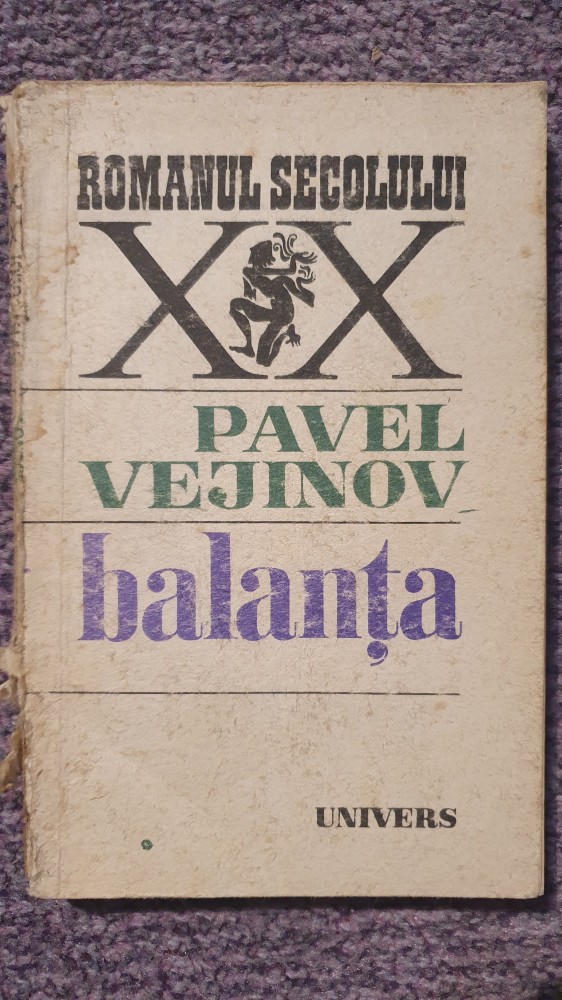 ROMANUL SECOLULUI
XX
PAVEL
VEJINOV
balanța
UNIVERS